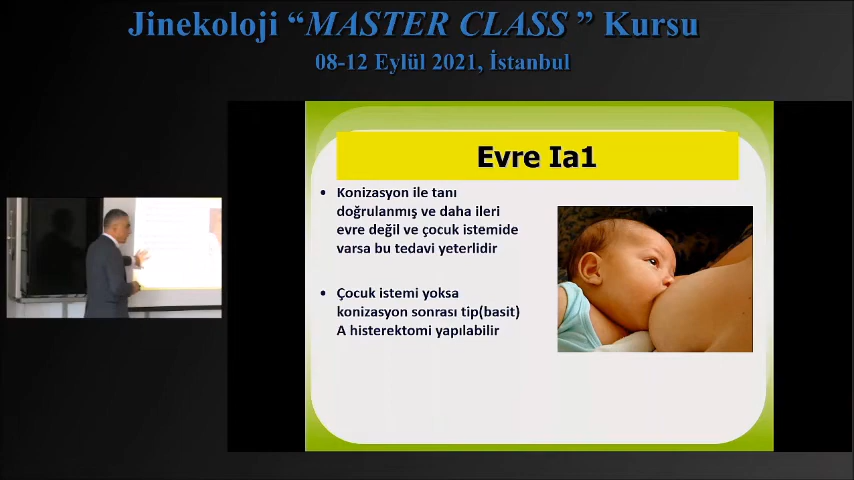 Jinekoloji “MASTER CLASS ” Kursu
08-12 Eylül 2021, İstanbul
Evre Ia1
• Konizasyon ile tanı
doğrulanmış ve daha ileri
evre değil ve çocuk istemide
varsa bu tedavi yeterlidir
• Çocuk istemi yoksa
konizasyon sonrası tip(basit)
A histerektomi yapılabilir